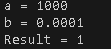 a = 1000
b = 0.0001
Result = 1